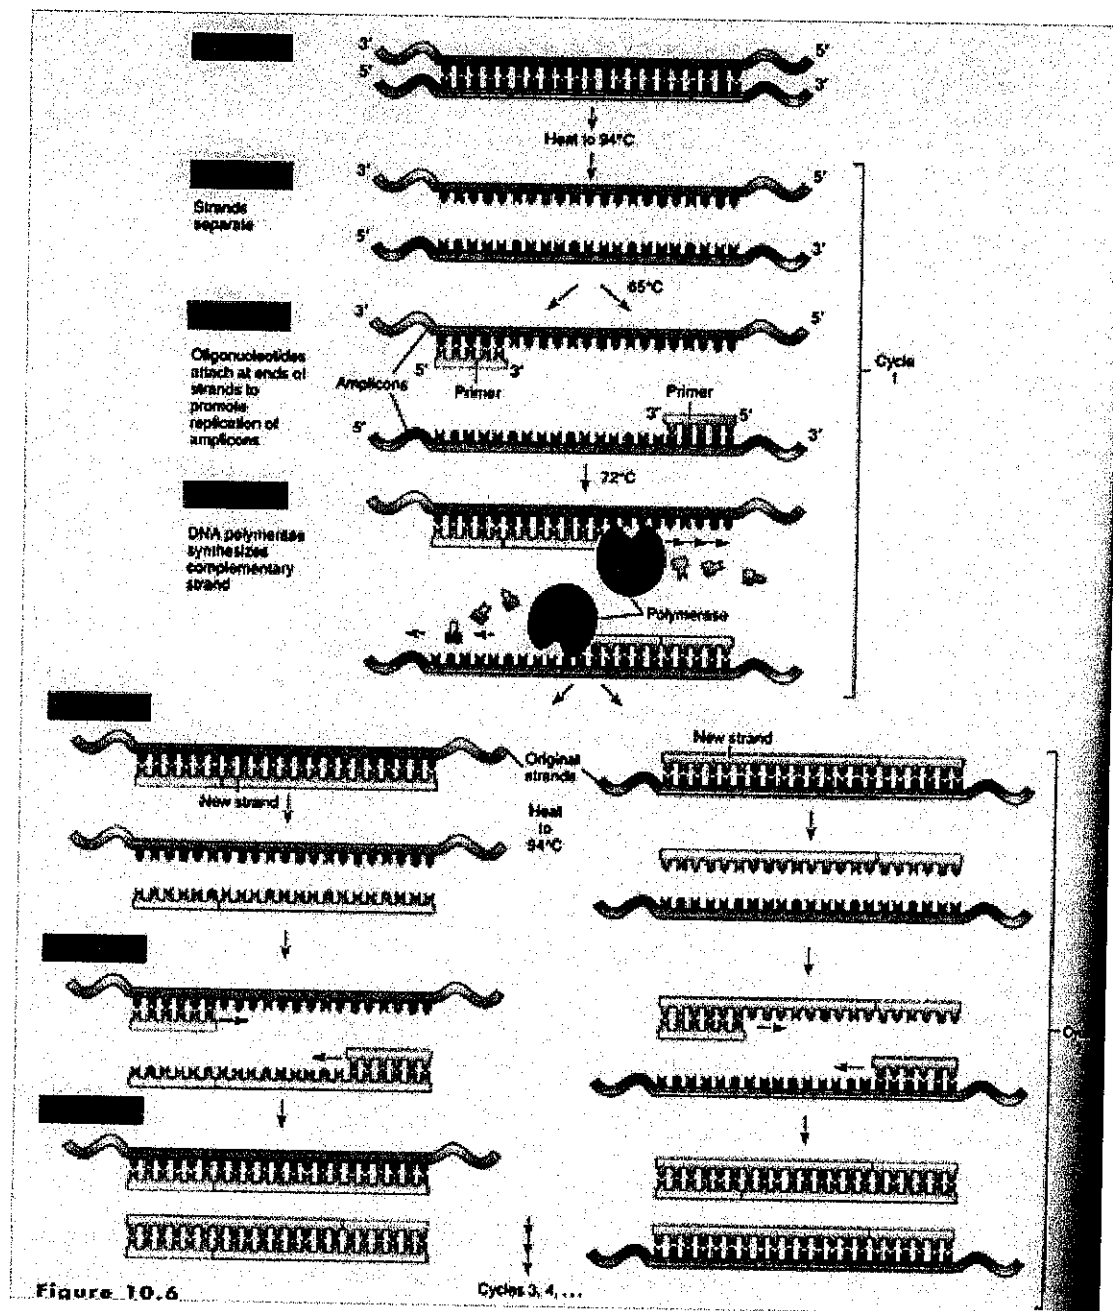 3' 5'
5' 3'
Heat to 94°C
3' 5'
Strands
separate
5' 3'
65°C
3' 5'
Oligonucleotides
attach at ends of
strands to
promote
replication of
amplicons
5' 3'
Amplicons
Primer
Primer
3' 5'
5' 3'
Cycle
1
72°C
DNA polymerase
synthesizes
complementary
strand
Polymerase
New strand
Original
strands
New strand
Heat
to
94°C
Cycles 3, 4, ...
Figure 10.6